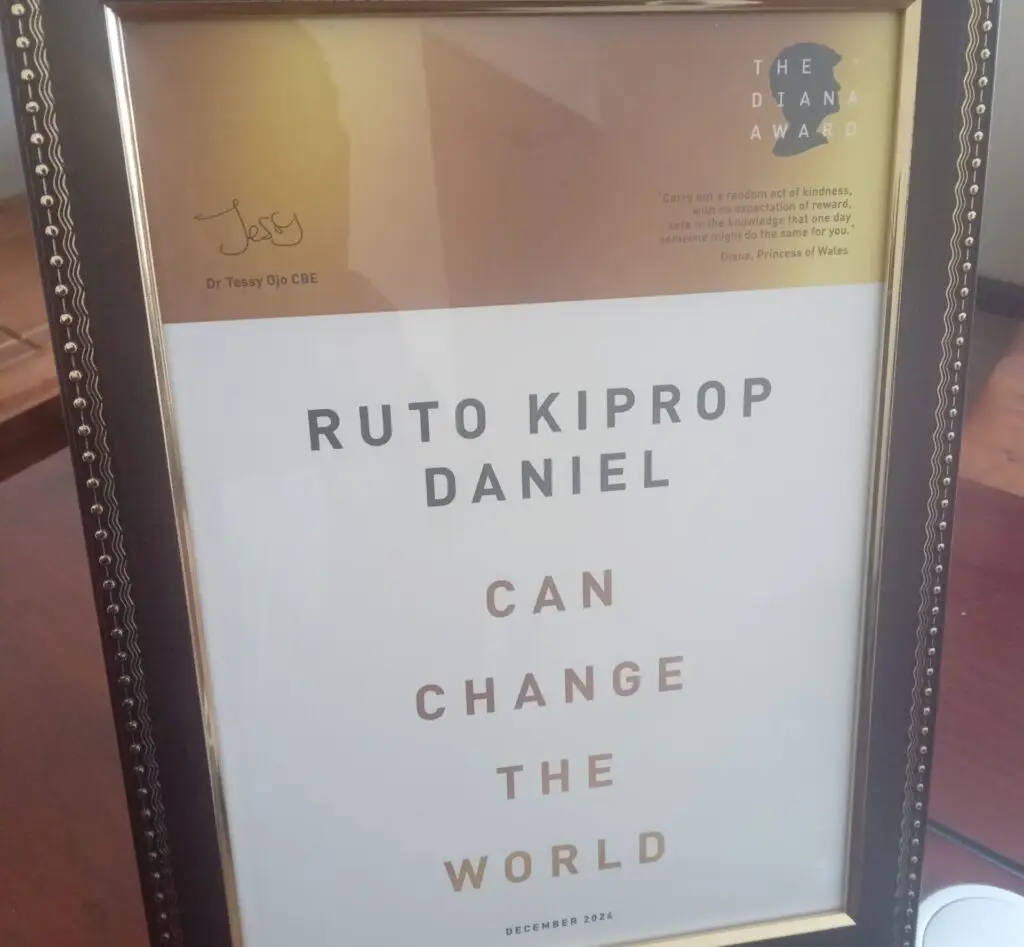 THE
DIANA
AWARD
"Carry out a random act of kindness,
with no expectation of reward,
safe in the knowledge that one day
someone might do the same for you."
Diana, Princess of Wales
Tessy
Dr Tessy Ojo CBE
RUTO KIPROP
DANIEL
CAN
CHANGE
THE
WORLD
DECEMBER 2024